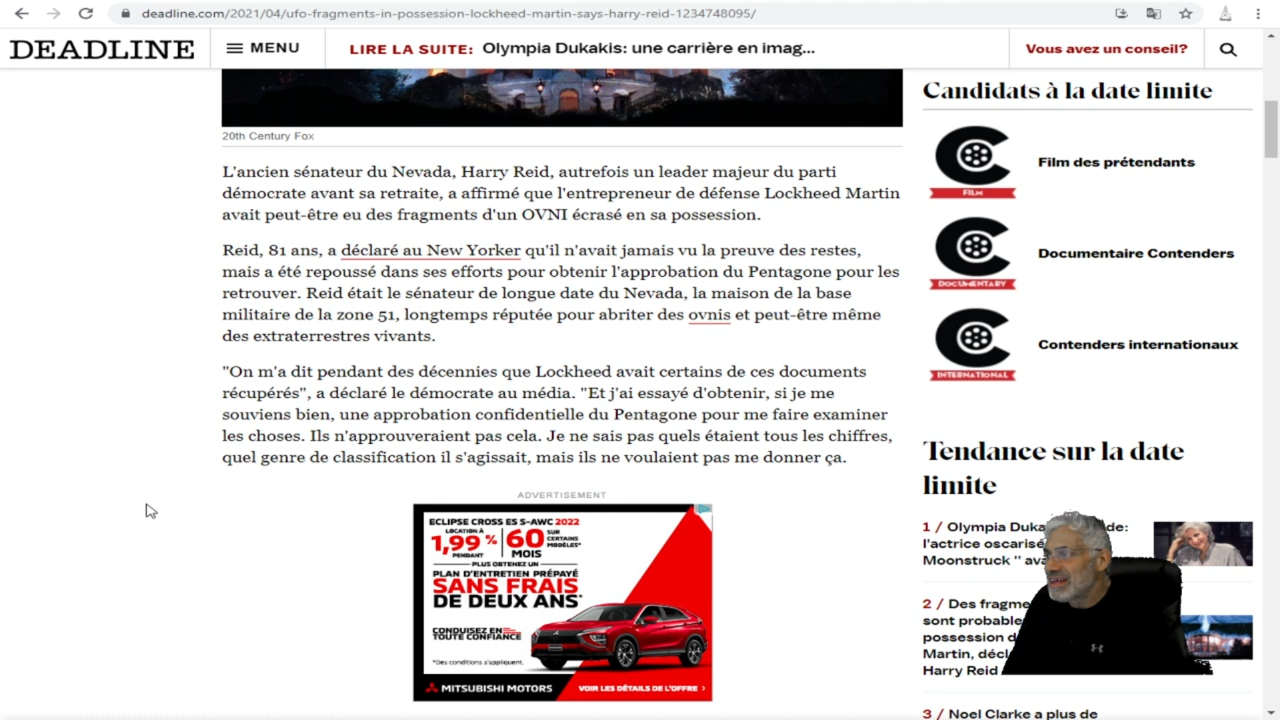 deadline.com/2021/04/ufo-fragments-in-possession-lockheed-martin-says-harry-reid-1234748095/
DEADLINE
MENU
LIRE LA SUITE: Olympia Dukakis: une carrière en imag...
Vous avez un conseil?
20th Century Fox
L'ancien sénateur du Nevada, Harry Reid, autrefois un leader majeur du parti
démocrate avant sa retraite, a affirmé que l'entrepreneur de défense Lockheed Martin
avait peut-être eu des fragments d'un OVNI écrasé en sa possession.
Reid, 81 ans, a déclaré au New Yorker qu'il n'avait jamais vu la preuve des restes,
mais a été repoussé dans ses efforts pour obtenir l'approbation du Pentagone pour les
retrouver. Reid était le sénateur de longue date du Nevada, la maison de la base
militaire de la zone 51, longtemps réputée pour abriter des ovnis et peut-être même
des extraterrestres vivants.
"On m'a dit pendant des décennies que Lockheed avait certains de ces documents
récupérés", a déclaré le démocrate au média. "Et j'ai essayé d'obtenir, si je me
souviens bien, une approbation confidentielle du Pentagone pour me faire examiner
les choses. Ils n'approuveraient pas cela. Je ne sais pas quels étaient tous les chiffres,
quel genre de classification il s'agissait, mais ils ne voulaient pas me donner ça.
ADVERTISEMENT
ECLIPSE CROSS ES S-AWC 2022
LOCATION À
1,99 %
PENDANT
60
MOIS
SUR
CERTAINS
MODÈLES*
PLUS OBTENEZ UN
PLAN D'ENTRETIEN PRÉPAYÉ
SANS FRAIS
DE DEUX ANS*
CONDUISEZ EN
TOUTE CONFIANCE
*Des conditions s'appliquent.
MITSUBISHI MOTORS
VOIR LES DÉTAILS DE L'OFFRE
Candidats à la date limite
FILM
Film des prétendants
DOCUMENTARY
Documentaire Contenders
INTERNATIONAL
Contenders internationaux
Tendance sur la date
limite
1 / Olympia Duka de:
l'actrice oscarisé
Moonstruck '' ava
2 / Des fragme
sont probable
possession d
Martin, décl
Harry Reid
3 / Noel Clarke a plus de